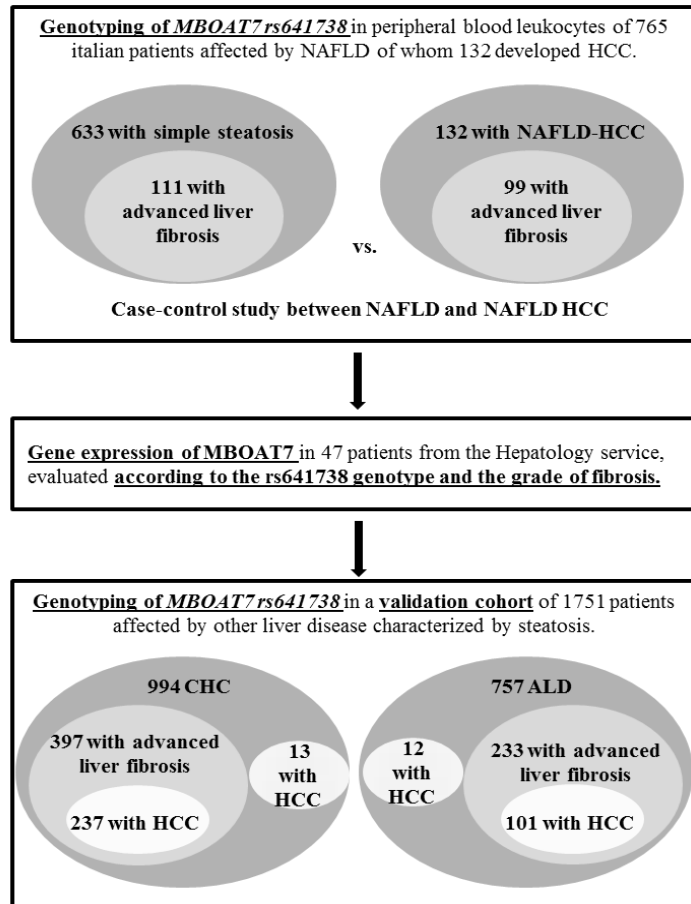 Genotyping of MBOAT7 rs641738 in peripheral blood leukocytes of 765
italian patients affected by NAFLD of whom 132 developed HCC.
633 with simple steatosis
111 with
advanced liver
fibrosis
vs.
132 with NAFLD-HCC
99 with
advanced liver
fibrosis
Case-control study between NAFLD and NAFLD HCC
Gene expression of MBOAT7 in 47 patients from the Hepatology service,
evaluated according to the rs641738 genotype and the grade of fibrosis.
Genotyping of MBOAT7 rs641738 in a validation cohort of 1751 patients
affected by other liver disease characterized by steatosis.
994 CHC
397 with advanced
liver fibrosis
237 with HCC
13
with
HCC
757 ALD
12
with
HCC
233 with advanced
liver fibrosis
101 with HCC